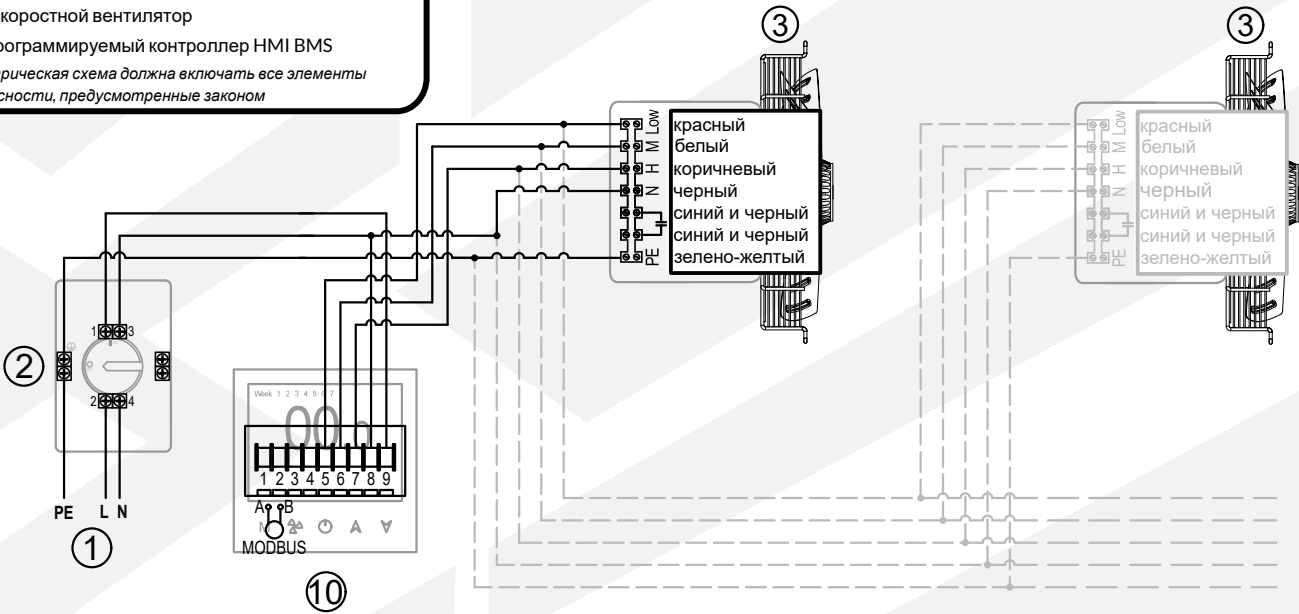 коростной вентилятор
рограммируемый контроллер HMI BMS
рическая схема должна включать все элементы
сности, предусмотренные законом
3
3
Low
красный
M
белый
H
коричневый
N
черный
синий и черный
синий и черный
PE
зелено-желтый
Low
красный
M
белый
H
коричневый
N
черный
синий и черный
синий и черный
PE
зелено-желтый
1
3
2
2
4
PE L N
1
Week 1 2 3 4 5 6 7
00
1 2 3 4 5 6 7 8 9
A B
MODBUS
10